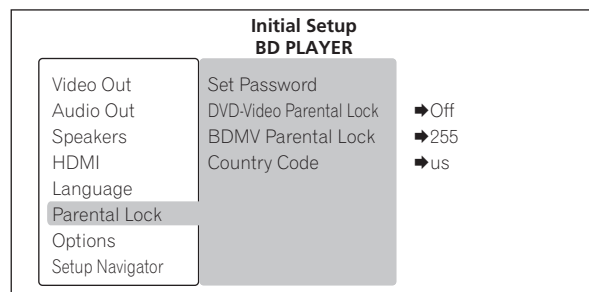 Initial Setup
BD PLAYER
Video Out
Audio Out
Speakers
HDMI
Language
Parental Lock
Options
Setup Navigator
Set Password
DVD-Video Parental Lock ➡Off
BDMV Parental Lock ➡255
Country Code ➡us